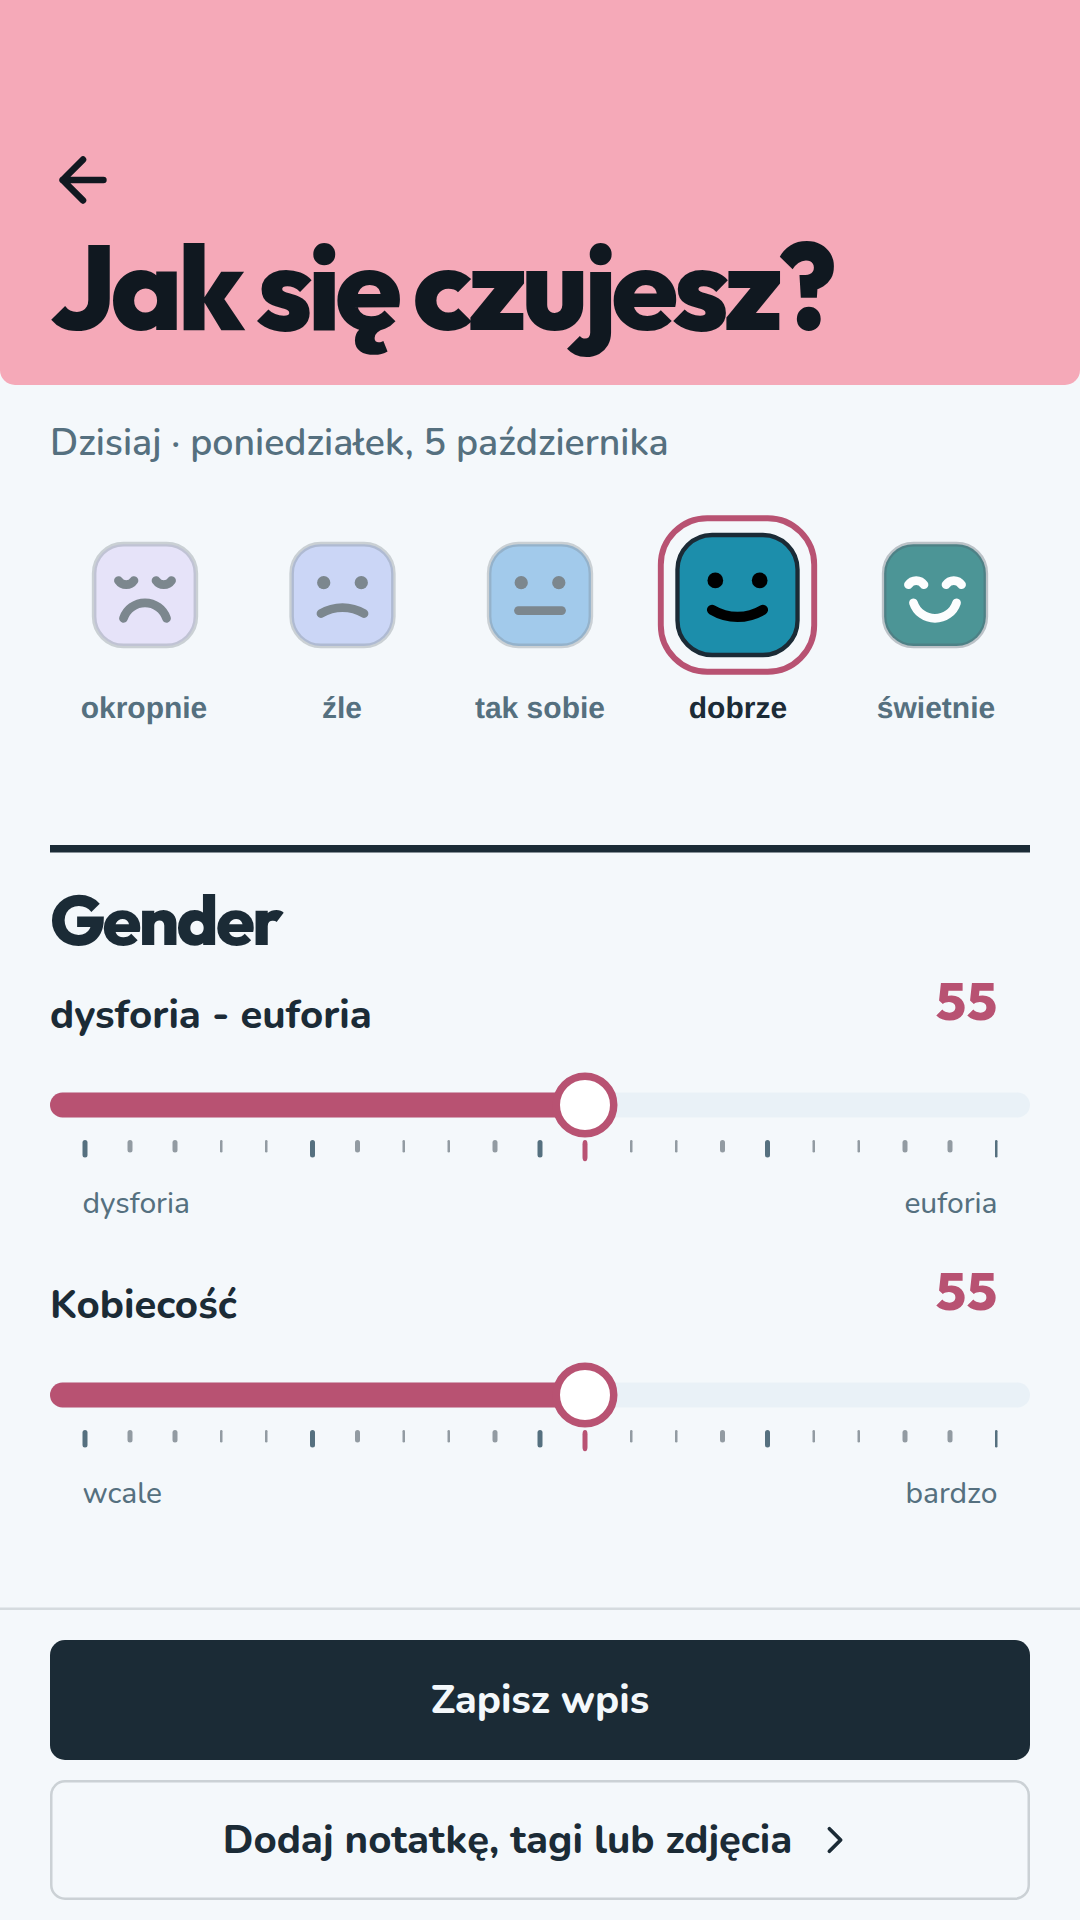 Jak się czujesz?
Dzisiaj · poniedziałek, 5 października
okropnie źle tak sobie dobrze świetnie
Gender
dysforia - euforia 55
dysforia euforia
Kobiecość 55
wcale bardzo
Zapisz wpis
Dodaj notatkę, tagi lub zdjęcia